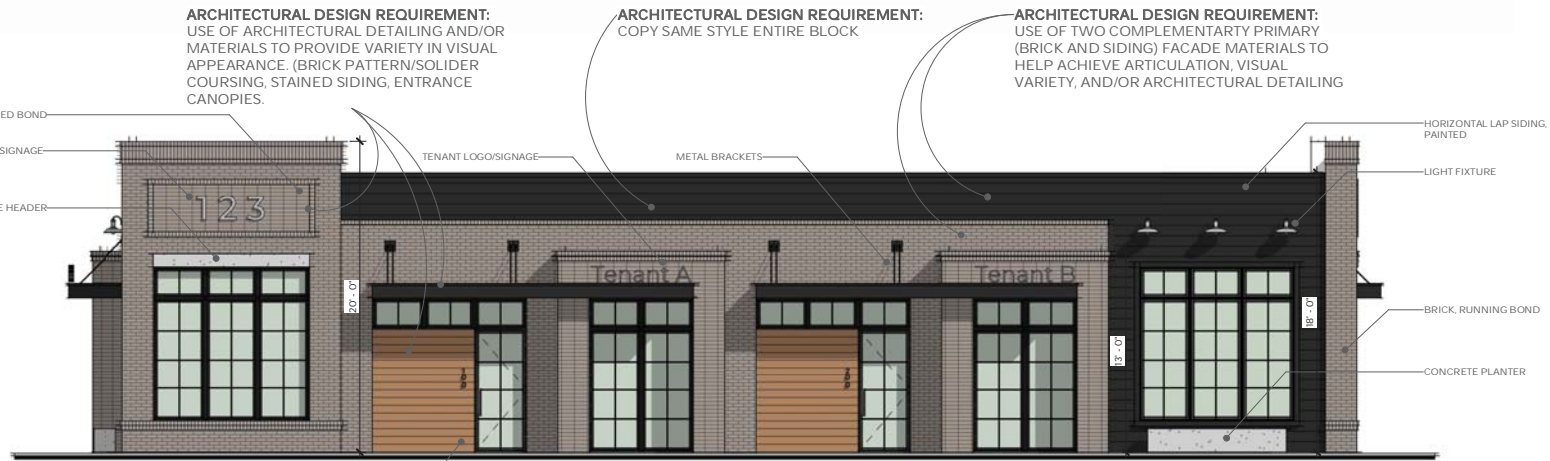 ARCHITECTURAL DESIGN REQUIREMENT:
USE OF ARCHITECTURAL DETAILING AND/OR
MATERIALS TO PROVIDE VARIETY IN VISUAL
APPEARANCE. (BRICK PATTERN/SOLIDER
COURSING, STAINED SIDING, ENTRANCE
CANOPIES.
ARCHITECTURAL DESIGN REQUIREMENT:
COPY SAME STYLE ENTIRE BLOCK
ARCHITECTURAL DESIGN REQUIREMENT:
USE OF TWO COMPLEMENTARTY PRIMARY
(BRICK AND SIDING) FACADE MATERIALS TO
HELP ACHIEVE ARTICULATION, VISUAL
VARIETY, AND/OR ARCHITECTURAL DETAILING
ED BOND
SIGNAGE
E HEADER
TENANT LOGO/SIGNAGE
METAL BRACKETS
HORIZONTAL LAP SIDING,
PAINTED
LIGHT FIXTURE
BRICK, RUNNING BOND
CONCRETE PLANTER
123
Tenant A
Tenant B
20' - 0"
13' - 0"
18' - 0"
100
200